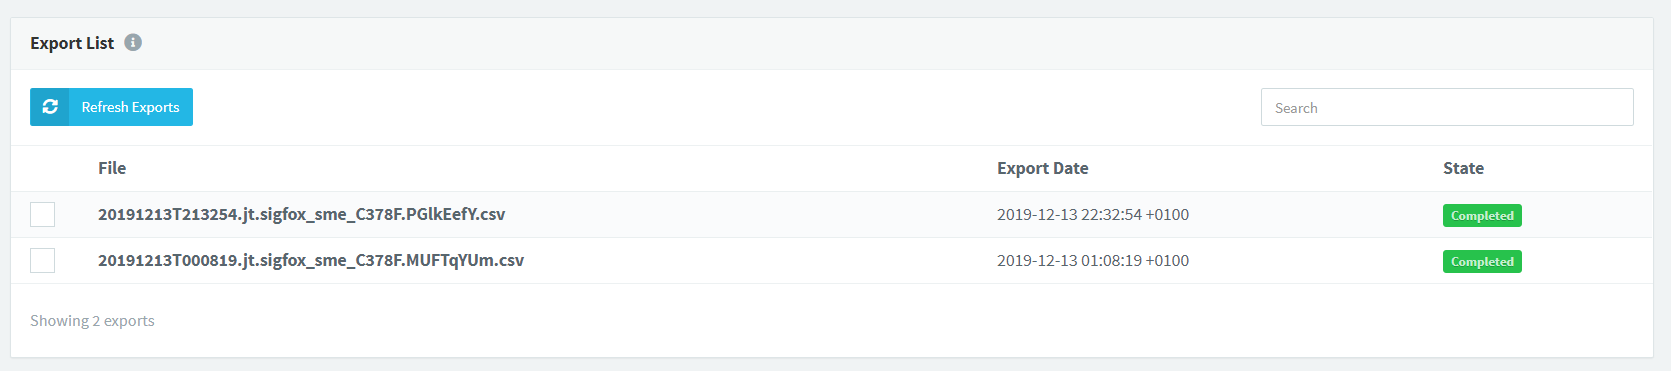 Export List
Refresh Exports
Search
File Export Date State
20191213T213254.jt.sigfox_sme_C378F.PGlkEefY.csv 2019-12-13 22:32:54 +0100 Completed
20191213T000819.jt.sigfox_sme_C378F.MUFTqYUm.csv 2019-12-13 01:08:19 +0100 Completed
Showing 2 exports